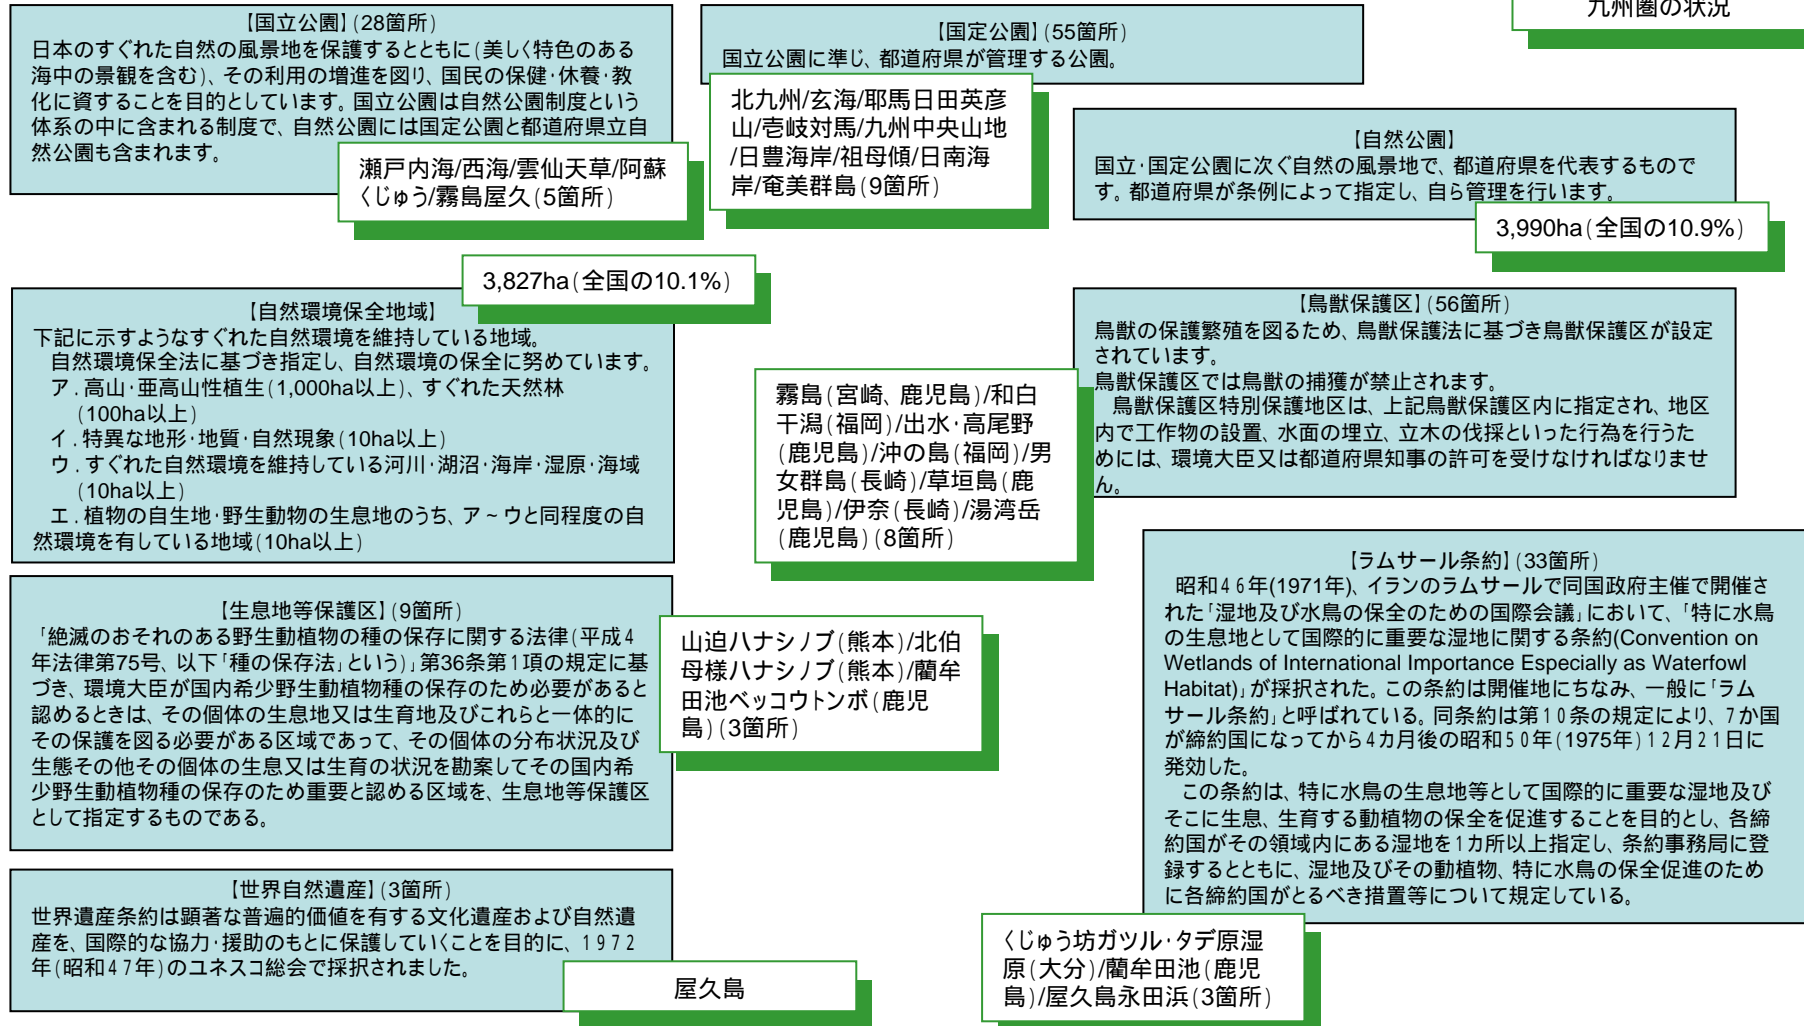 九州圏の状況
【国立公園】(28箇所)
日本のすぐれた自然の風景地を保護するとともに(美しく特色のある
海中の景観を含む)、その利用の増進を図り、国民の保健・休養・教
化に資することを目的としています。国立公園は自然公園制度という
体系の中に含まれる制度で、自然公園には国定公園と都道府県立自
然公園も含まれます。
瀬戸内海/西海/雲仙天草/阿蘇
くじゅう/霧島屋久(5箇所)
【国定公園】(55箇所)
国立公園に準じ、都道府県が管理する公園。
北九州/玄海/耶馬日田英彦
山/壱岐対馬/九州中央山地
/日豊海岸/祖母傾/日南海
岸/奄美群島(9箇所)
【自然公園】
国立・国定公園に次ぐ自然の風景地で、都道府県を代表するもので
す。都道府県が条例によって指定し、自ら管理を行います。
3,990ha(全国の10.9%)
3,827ha(全国の10.1%)
【自然環境保全地域】
下記に示すようなすぐれた自然環境を維持している地域。
自然環境保全法に基づき指定し、自然環境の保全に努めています。
ア.高山・亜高山性植生(1,000ha以上)、すぐれた天然林
(100ha以上)
イ.特異な地形・地質・自然現象(10ha以上)
ウ.すぐれた自然環境を維持している河川・湖沼・海岸・湿原・海域
(10ha以上)
エ.植物の自生地・野生動物の生息地のうち、ア~ウと同程度の自
然環境を有している地域(10ha以上)
【鳥獣保護区】(56箇所)
鳥獣の保護繁殖を図るため、鳥獣保護法に基づき鳥獣保護区が設定
されています。
鳥獣保護区では鳥獣の捕獲が禁止されます。
鳥獣保護区特別保護地区は、上記鳥獣保護区内に指定され、地区
内で工作物の設置、水面の埋立、立木の伐採といった行為を行うた
めには、環境大臣又は都道府県知事の許可を受けなければなりませ
ん。
霧島(宮崎、鹿児島)/和白
干潟(福岡)/出水・高尾野
(鹿児島)/沖の島(福岡)/男
女群島(長崎)/草垣島(鹿
児島)/伊奈(長崎)/湯湾岳
(鹿児島)(8箇所)
【生息地等保護区】(9箇所)
「絶滅のおそれのある野生動植物の種の保存に関する法律(平成4
年法律第75号、以下「種の保存法」という)」第36条第1項の規定に基
づき、環境大臣が国内希少野生動植物種の保存のため必要があると
認めるときは、その個体の生息地又は生育地及びこれらと一体的に
その保護を図る必要がある区域であって、その個体の分布状況及び
生態その他その個体の生息又は生育の状況を勘案してその国内希
少野生動植物種の保存のため重要と認める区域を、生息地等保護区
として指定するものである。
山迫ハナシノブ(熊本)/北伯
母様ハナシノブ(熊本)/藺牟
田池ベッコウトンボ(鹿児
島)(3箇所)
【ラムサール条約】(33箇所)
昭和46年(1971年)、イランのラムサールで同国政府主催で開催さ
れた「湿地及び水鳥の保全のための国際会議」において、「特に水鳥
の生息地として国際的に重要な湿地に関する条約(Convention on
Wetlands of International Importance Especially as Waterfowl
Habitat)」が採択された。この条約は開催地にちなみ、一般に「ラム
サール条約」と呼ばれている。同条約は第10条の規定により、7か国
が締約国になってから4カ月後の昭和50年(1975年)12月21日に
発効した。
この条約は、特に水鳥の生息地等として国際的に重要な湿地及び
そこに生息、生育する動植物の保全を促進することを目的とし、各締
約国がその領域内にある湿地を1カ所以上指定し、条約事務局に登
録するとともに、湿地及びその動植物、特に水鳥の保全促進のため
に各締約国がとるべき措置等について規定している。
くじゅう坊ガツル・タデ原湿
原(大分)/藺牟田池(鹿児
島)/屋久島永田浜(3箇所)
【世界自然遺産】(3箇所)
世界遺産条約は顕著な普遍的価値を有する文化遺産および自然遺
産を、国際的な協力・援助のもとに保護していくことを目的に、1972
年(昭和47年)のユネスコ総会で採択されました。
屋久島